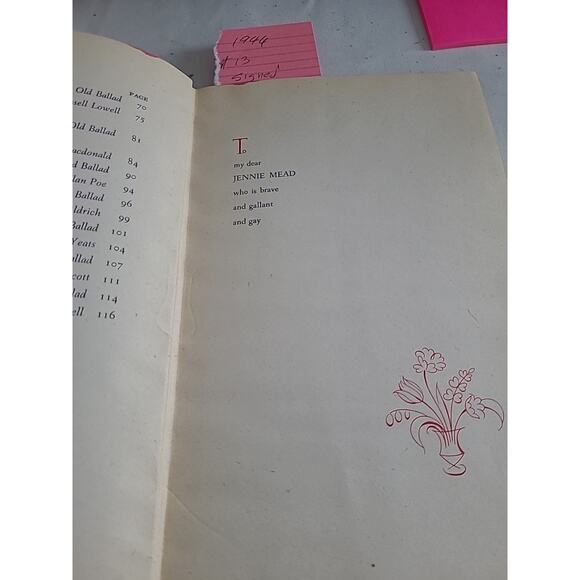 1944
# 13
signed
PAGE
Old Ballad 70
sell Lowell 75
Old Ballad 81
acdonald 84
d Ballad 90
lan Poe 94
Ballad 96
ldrich 99
Ballad 101
Yeats 104
allad 107
cott 111
lad 114
ell 116
To
my dear
JENNIE MEAD
who is brave
and gallant
and gay